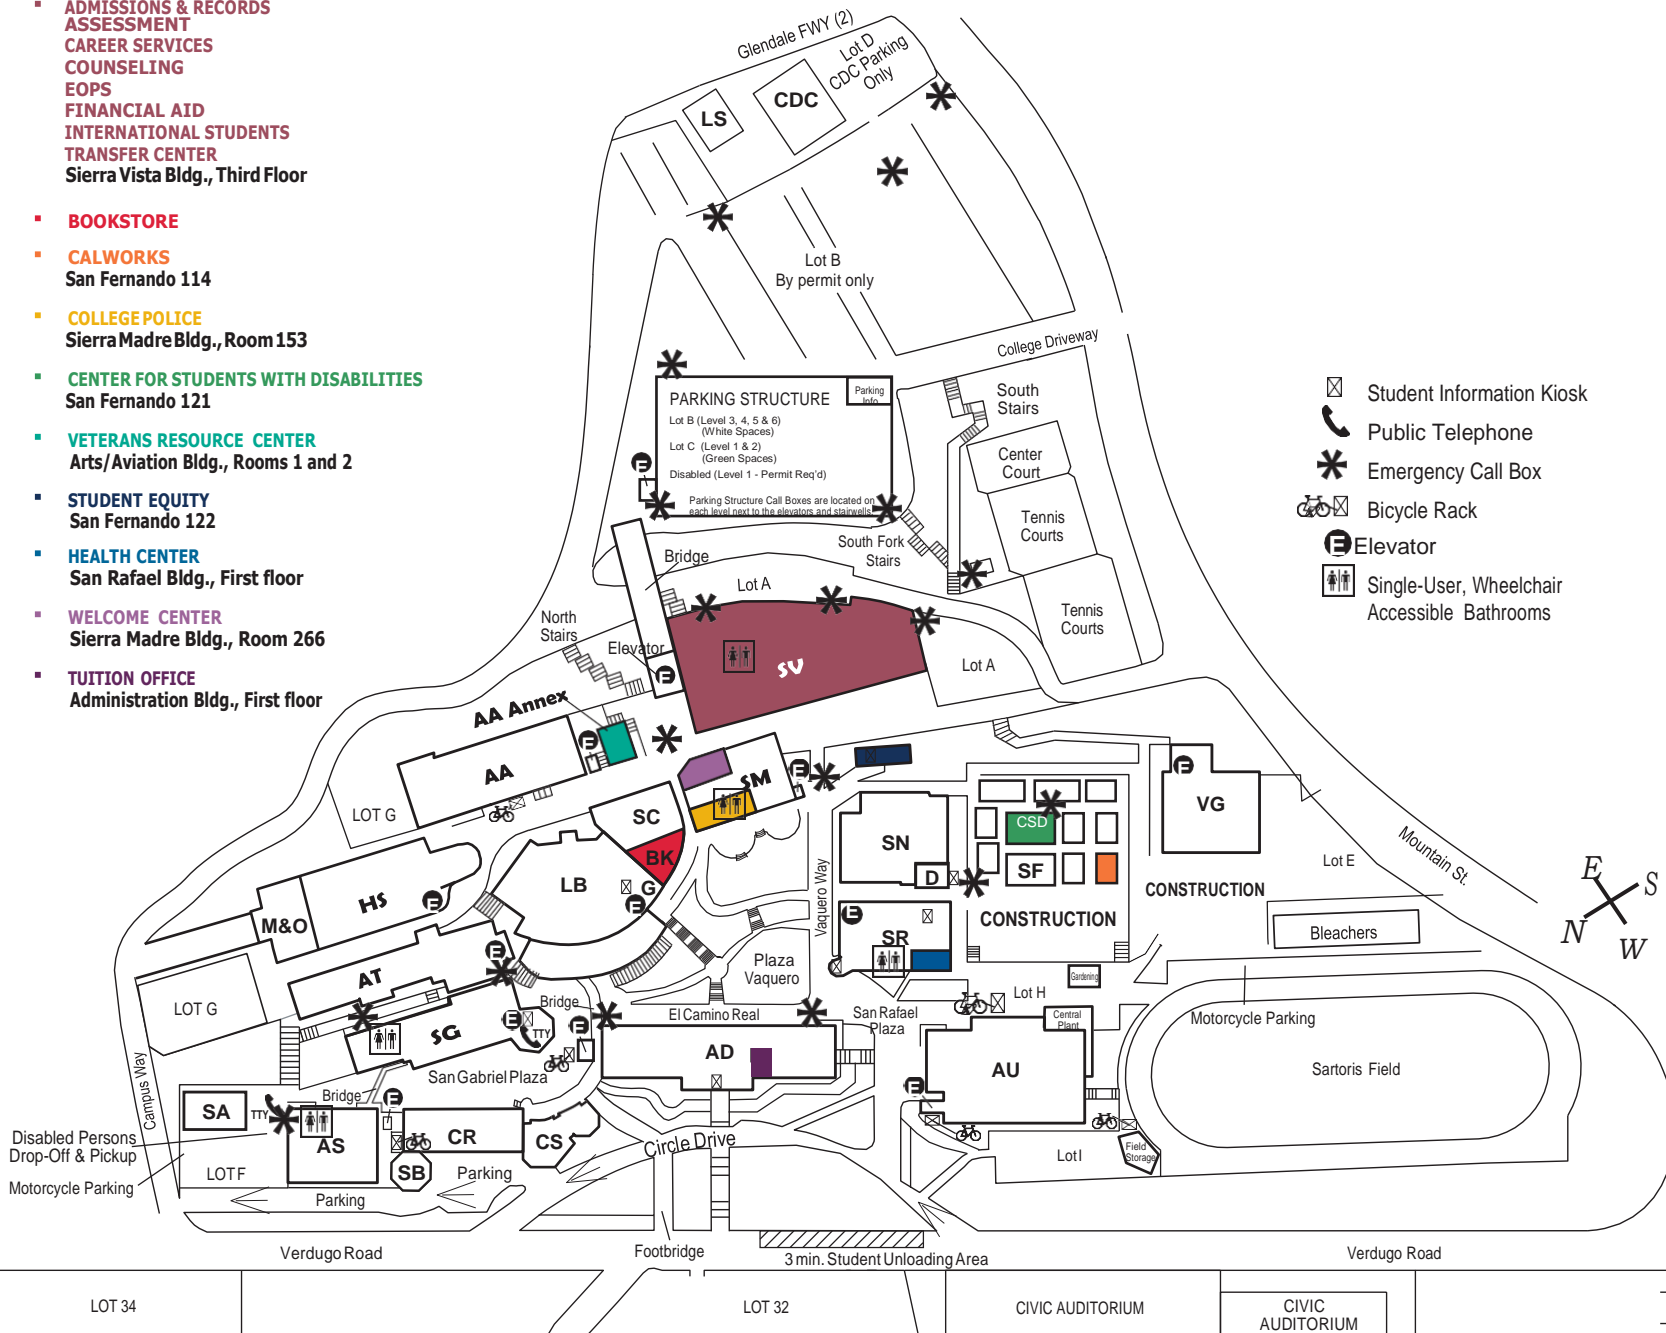 ADMISSIONS & RECORDS
ASSESSMENT
CAREER SERVICES
COUNSELING
EOPS
FINANCIAL AID
INTERNATIONAL STUDENTS
TRANSFER CENTER
Sierra Vista Bldg., Third Floor
BOOKSTORE
CALWORKS
San Fernando 114
COLLEGE POLICE
Sierra Madre Bldg., Room 153
CENTER FOR STUDENTS WITH DISABILITIES
San Fernando 121
VETERANS RESOURCE CENTER
Arts/Aviation Bldg., Rooms 1 and 2
STUDENT EQUITY
San Fernando 122
HEALTH CENTER
San Rafael Bldg., First floor
WELCOME CENTER
Sierra Madre Bldg., Room 266
TUITION OFFICE
Administration Bldg., First floor
Glendale FWY (2)
Lot D
CDC Parking
Only
LS
CDC
Lot B
By permit only
College Driveway
PARKING STRUCTURE
Parking
Info
Lot B (Level 3, 4, 5 & 6)
(White Spaces)
Lot C (Level 1 & 2)
(Green Spaces)
Disabled (Level 1 - Permit Req'd)
Parking Structure Call Boxes are located on
each level next to the elevators and stairwells
E
South
Stairs
Center
Court
Tennis
Courts
South Fork
Stairs
Tennis
Courts
Bridge
Lot A
North
Stairs
Elevator
E
SV
Lot A
Student Information Kiosk
Public Telephone
Emergency Call Box
Bicycle Rack
E Elevator
Single-User, Wheelchair
Accessible Bathrooms
AA Annex
E
AA
LOT G
SM
E
SC
BK
LB
G
E
HS
E
M&O
AT
E
LOT G
SG
E
TTY
Bridge
E
Vaquero Way
SN
D
CSD
SF
CONSTRUCTION
E
VG
CONSTRUCTION
Lot E
Mountain St.
E
S
N
W
Bleachers
E
SR
Plaza
Vaquero
El Camino Real
San Rafael
Plaza
Lot H
Gardening
Central
Plant
Motorcycle Parking
Sartoris Field
AD
AU
E
San Gabriel Plaza
Bridge
E
Campus Way
SA
TTY
AS
CR
CS
SB
Circle Drive
Disabled Persons
Drop-Off & Pickup
Motorcycle Parking
LOT F
Parking
Parking
Lot I
Field
Storage
Verdugo Road
Footbridge
3 min. Student Unloading Area
Verdugo Road
LOT 34
LOT 32
CIVIC AUDITORIUM
CIVIC
AUDITORIUM